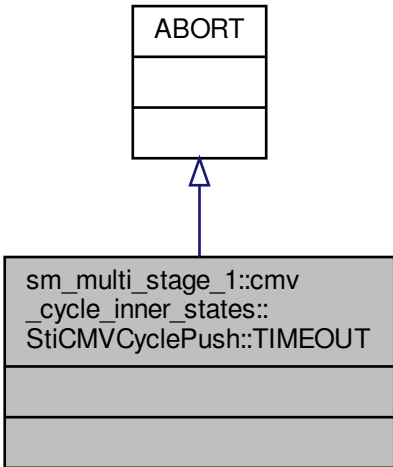 ABORT
sm_multi_stage_1::cmv
_cycle_inner_states::
StiCMVCyclePush::TIMEOUT